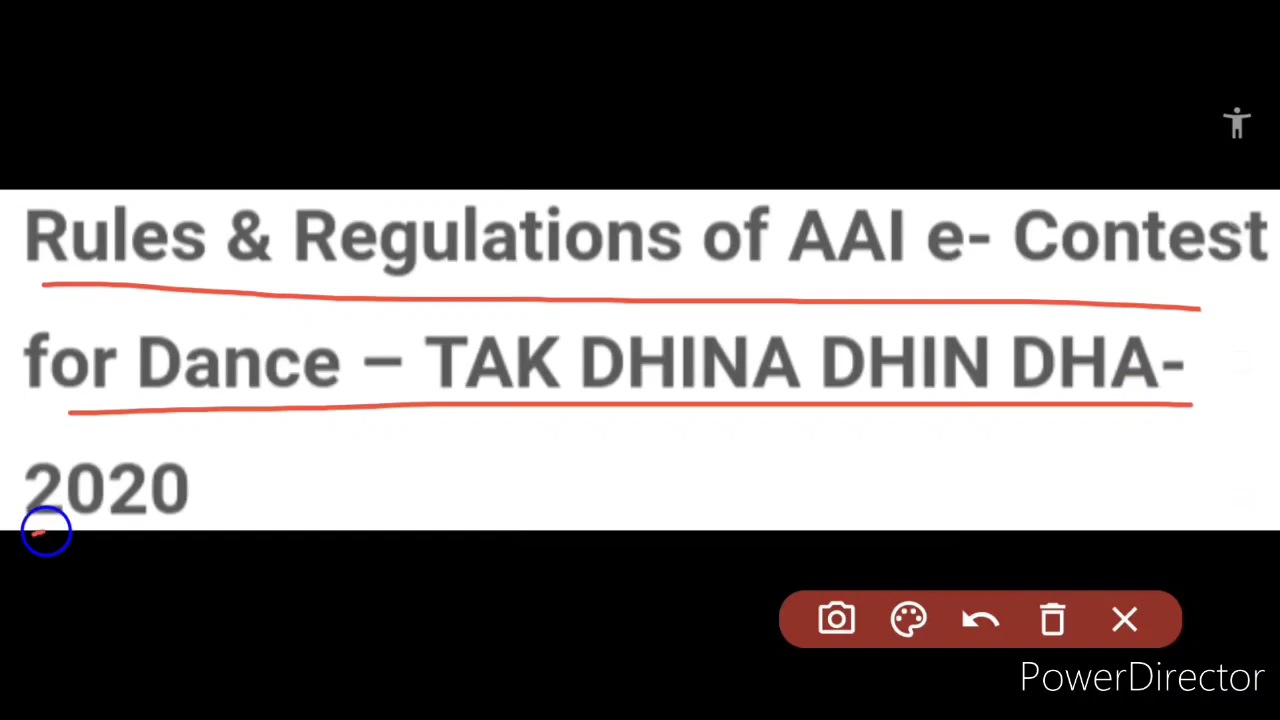 Rules & Regulations of AAI e- Contest
for Dance – TAK DHINA DHIN DHA-
2020
PowerDirector